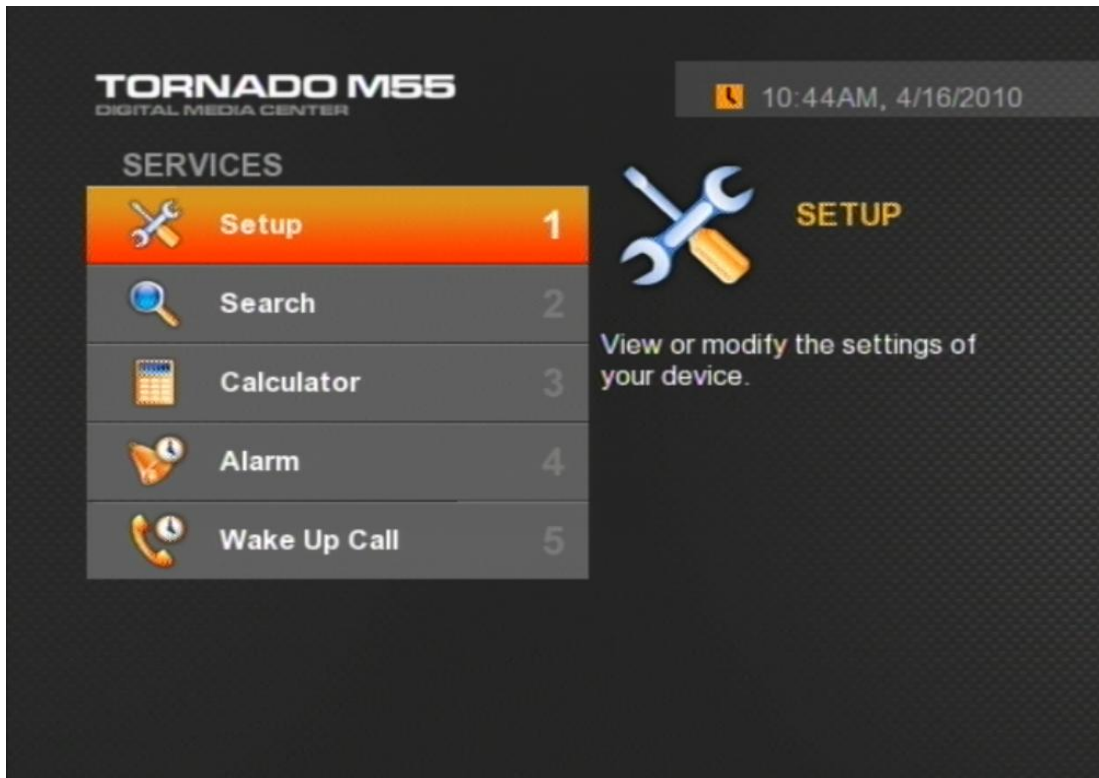 TORNADO M55
DIGITAL MEDIA CENTER
10:44AM, 4/16/2010
SERVICES
Setup 1
Search 2
Calculator 3
Alarm 4
Wake Up Call 5
SETUP
View or modify the settings of
your device.